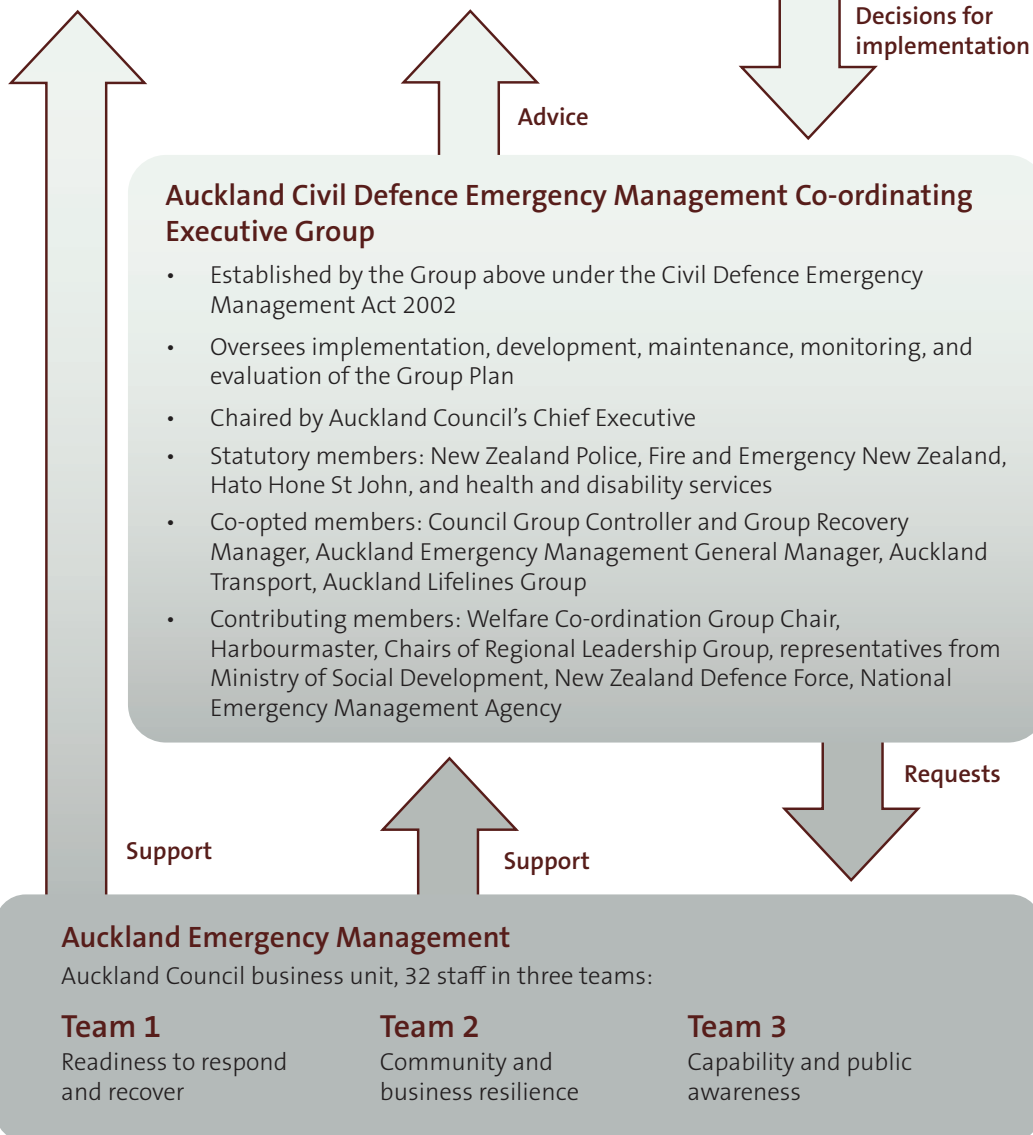 Decisions for
implementation
Advice
Auckland Civil Defence Emergency Management Co-ordinating
Executive Group
• Established by the Group above under the Civil Defence Emergency
Management Act 2002
• Oversees implementation, development, maintenance, monitoring, and
evaluation of the Group Plan
• Chaired by Auckland Council’s Chief Executive
• Statutory members: New Zealand Police, Fire and Emergency New Zealand,
Hato Hone St John, and health and disability services
• Co-opted members: Council Group Controller and Group Recovery
Manager, Auckland Emergency Management General Manager, Auckland
Transport, Auckland Lifelines Group
• Contributing members: Welfare Co-ordination Group Chair,
Harbourmaster, Chairs of Regional Leadership Group, representatives from
Ministry of Social Development, New Zealand Defence Force, National
Emergency Management Agency
Requests
Support
Support
Auckland Emergency Management
Auckland Council business unit, 32 staff in three teams:
Team 1
Readiness to respond
and recover
Team 2
Community and
business resilience
Team 3
Capability and public
awareness